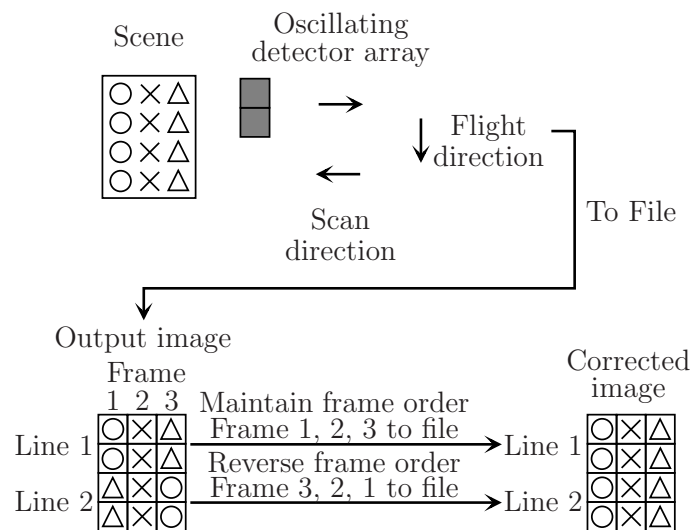 Scene
Oscillating
detector array
Flight
direction
Scan
direction
To File
Output image
Frame
1 2 3
Line 1
Line 2
Maintain frame order
Frame 1, 2, 3 to file
Reverse frame order
Frame 3, 2, 1 to file
Corrected
image
Line 1
Line 2